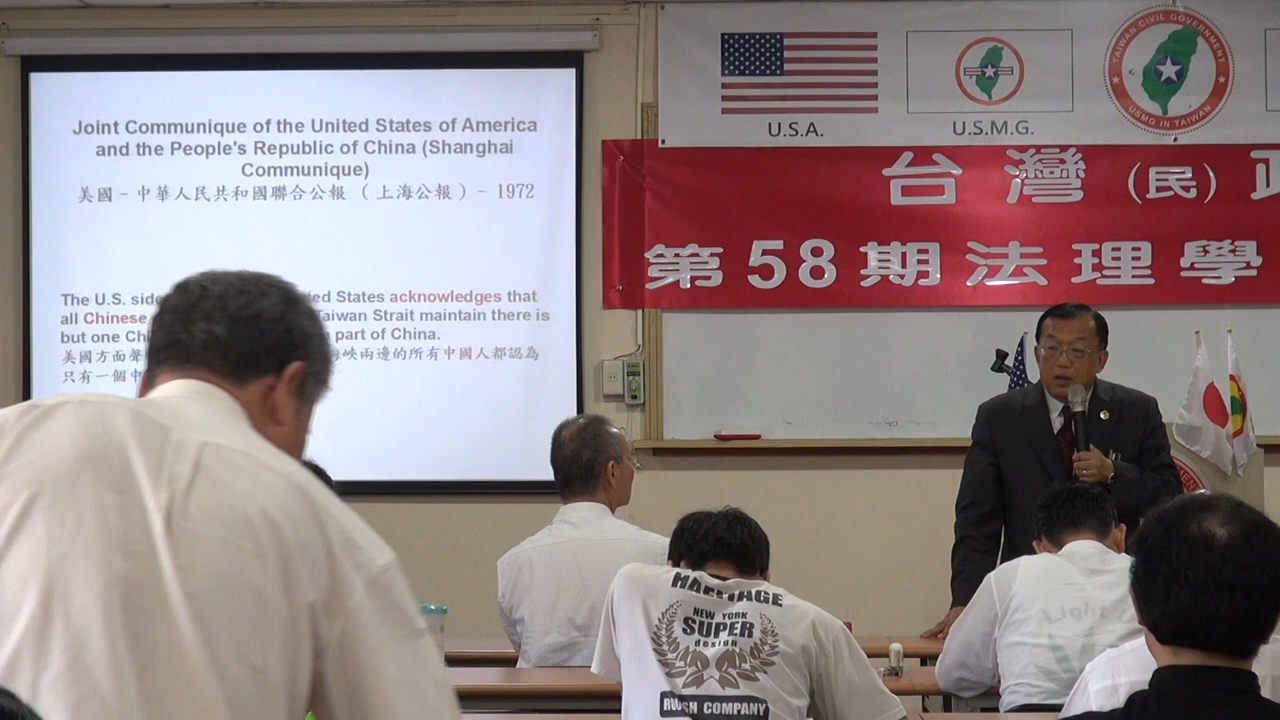 Joint Communique of the United States of America
and the People's Republic of China (Shanghai
Communique)
美國 - 中華人民共和國聯合公報 (上海公報) - 1972
The U.S. side ted States acknowledges that
all Chinese Taiwan Strait maintain there is
but one Chi part of China.
美國方面聲 海峽兩邊的所有中國人都認為
只有一個中
U.S.A.
U.S.M.G.
TAIWAN CIVIL GOVERNMENT
USMG IN TAIWAN
台灣(民)政
第58期法理學
NEW YORK
SUPER
design
COMPANY